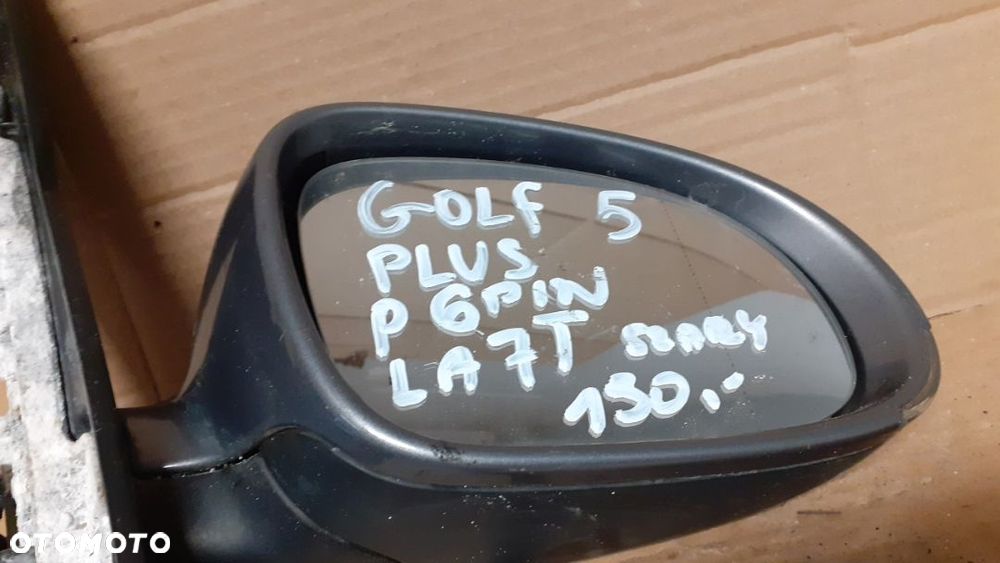 GOLF 5
PLUS
P 6PIN
LA7T SZARY
150,-
OTOMOTO